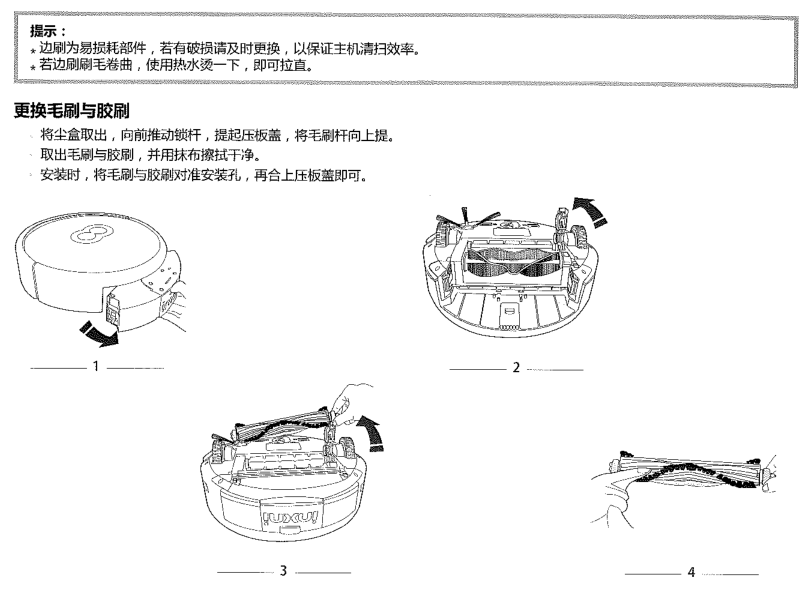 提示：
* 边刷为易损耗部件，若有破损请及时更换，以保证主机清扫效率。
* 若边刷刷毛卷曲，使用热水烫一下，即可拉直。
更换毛刷与胶刷
· 将尘盒取出，向前推动锁杆，提起压板盖，将毛刷杆向上提。
· 取出毛刷与胶刷，并用抹布擦拭干净。
· 安装时，将毛刷与胶刷对准安装孔，再合上压板盖即可。
1
2
3
4